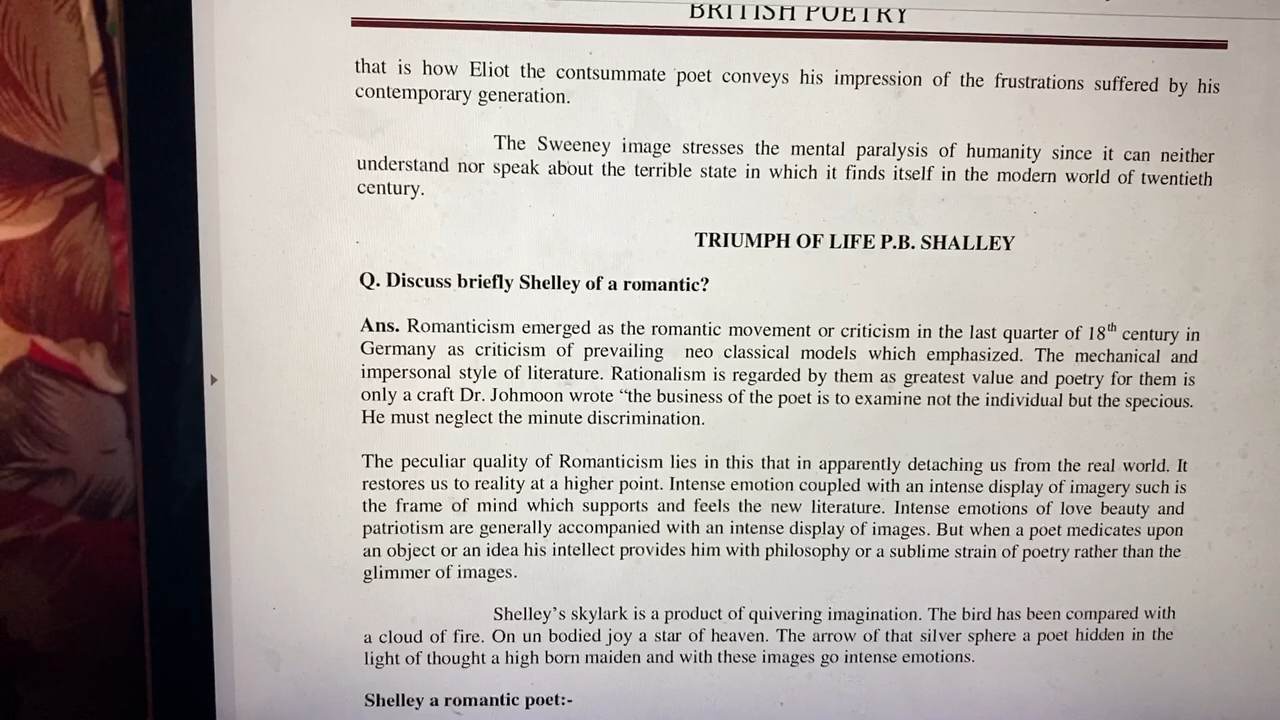 BRITISH POETRY
that is how Eliot the contsummate poet conveys his impression of the frustrations suffered by his
contemporary generation.
The Sweeney image stresses the mental paralysis of humanity since it can neither
understand nor speak about the terrible state in which it finds itself in the modern world of twentieth
century.
TRIUMPH OF LIFE P.B. SHALLEY
Q. Discuss briefly Shelley of a romantic?
Ans. Romanticism emerged as the romantic movement or criticism in the last quarter of 18th century in
Germany as criticism of prevailing neo classical models which emphasized. The mechanical and
impersonal style of literature. Rationalism is regarded by them as greatest value and poetry for them is
only a craft Dr. Johmoon wrote “the business of the poet is to examine not the individual but the specious.
He must neglect the minute discrimination.
The peculiar quality of Romanticism lies in this that in apparently detaching us from the real world. It
restores us to reality at a higher point. Intense emotion coupled with an intense display of imagery such is
the frame of mind which supports and feels the new literature. Intense emotions of love beauty and
patriotism are generally accompanied with an intense display of images. But when a poet medicates upon
an object or an idea his intellect provides him with philosophy or a sublime strain of poetry rather than the
glimmer of images.
Shelley’s skylark is a product of quivering imagination. The bird has been compared with
a cloud of fire. On un bodied joy a star of heaven. The arrow of that silver sphere a poet hidden in the
light of thought a high born maiden and with these images go intense emotions.
Shelley a romantic poet:-